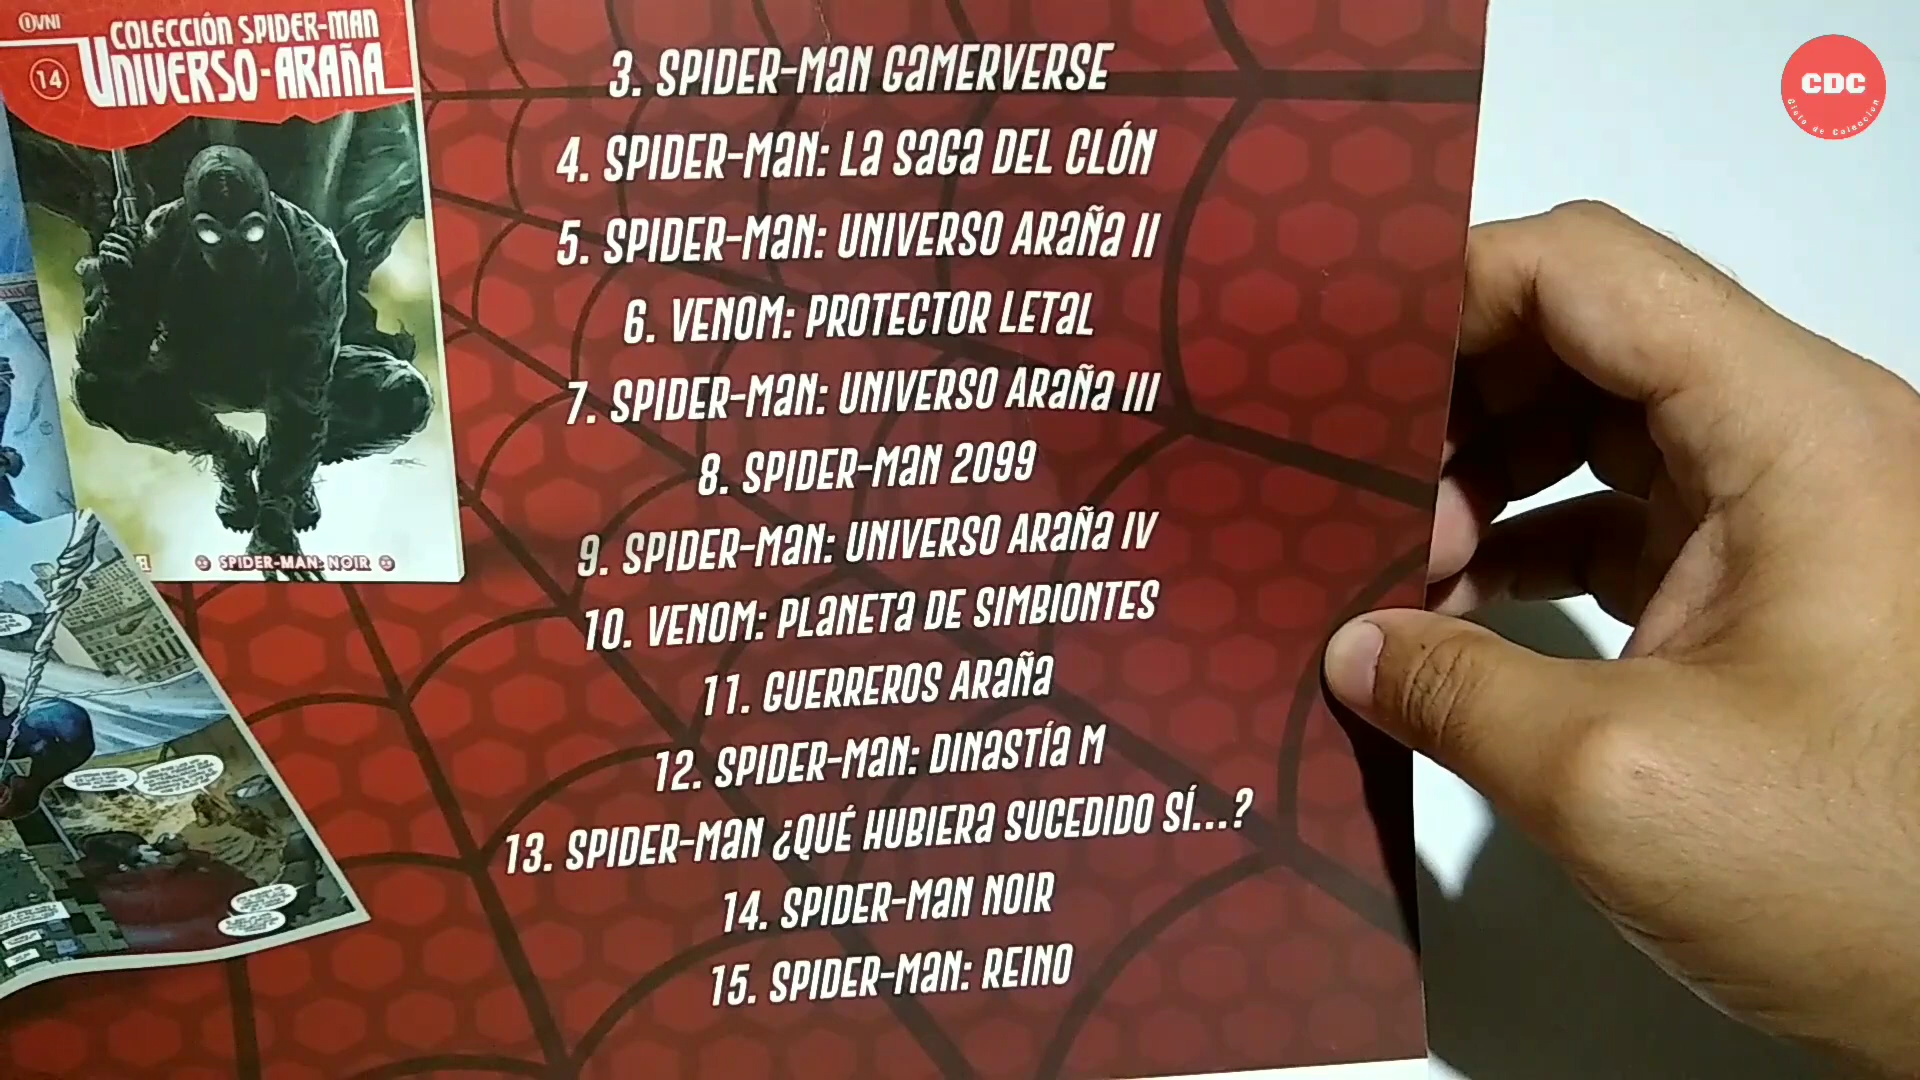 OVNI
COLECCIÓN SPIDER-MAN
UNIVERSO-ARAÑA
14
SPIDER-MAN: NOIR
3. SPIDER-MAN GAMERVERSE
4. SPIDER-MAN: LA SAGA DEL CLÓN
5. SPIDER-MAN: UNIVERSO ARAÑA II
6. VENOM: PROTECTOR LETAL
7. SPIDER-MAN: UNIVERSO ARAÑA III
8. SPIDER-MAN 2099
9. SPIDER-MAN: UNIVERSO ARAÑA IV
10. VENOM: PLANETA DE SIMBIONTES
11. GUERREROS ARAÑA
12. SPIDER-MAN: DINASTÍA M
13. SPIDER-MAN ¿QUÉ HUBIERA SUCEDIDO SÍ...?
14. SPIDER-MAN NOIR
15. SPIDER-MAN: REINO
CDC